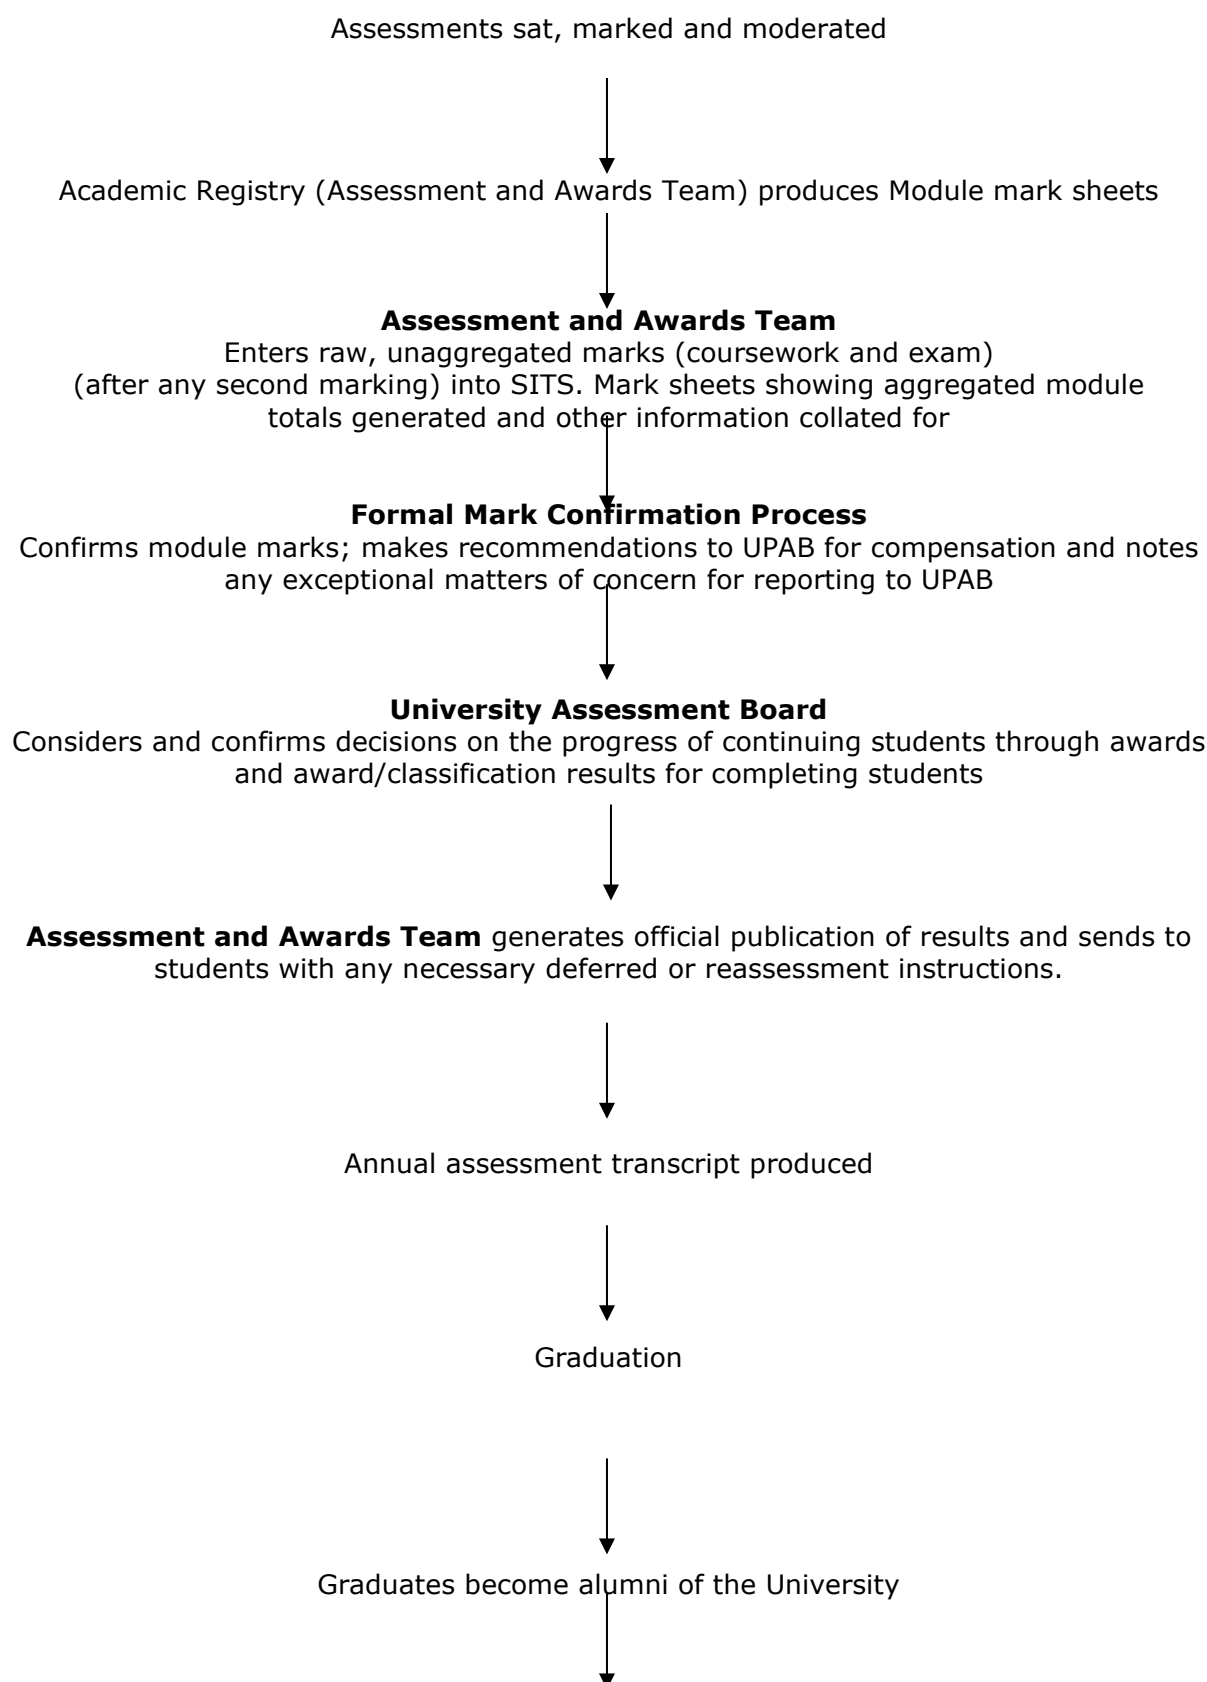 Assessments sat, marked and moderated
Academic Registry (Assessment and Awards Team) produces Module mark sheets
Assessment and Awards Team
Enters raw, unaggregated marks (coursework and exam)
(after any second marking) into SITS. Mark sheets showing aggregated module
totals generated and other information collated for
Formal Mark Confirmation Process
Confirms module marks; makes recommendations to UPAB for compensation and notes
any exceptional matters of concern for reporting to UPAB
University Assessment Board
Considers and confirms decisions on the progress of continuing students through awards
and award/classification results for completing students
Assessment and Awards Team generates official publication of results and sends to
students with any necessary deferred or reassessment instructions.
Annual assessment transcript produced
Graduation
Graduates become alumni of the University